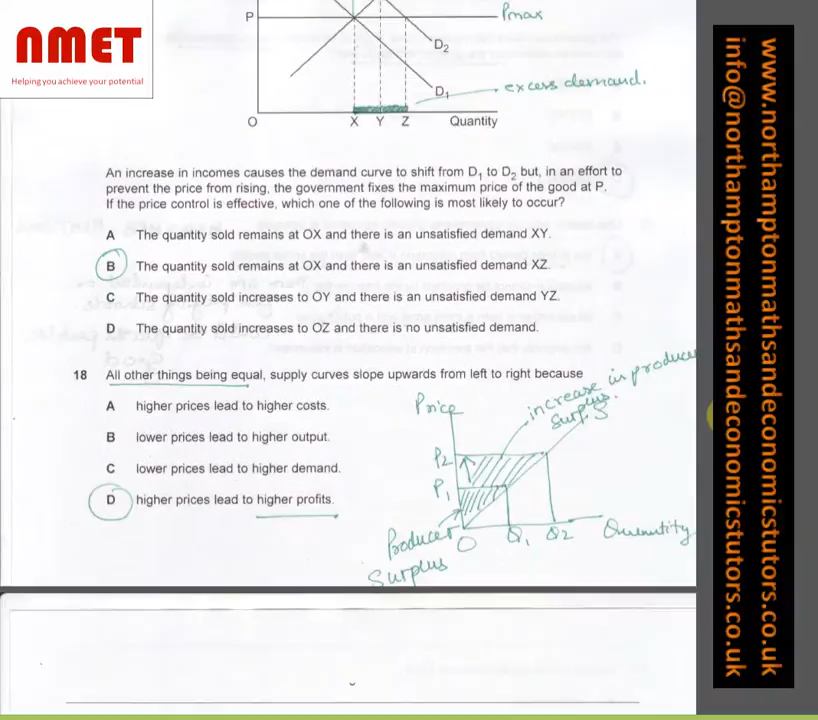 NMET
Helping you achieve your potential
P
Pmax
D2
D1
excess demand.
O X Y Z Quantity
An increase in incomes causes the demand curve to shift from D1 to D2 but, in an effort to
prevent the price from rising, the government fixes the maximum price of the good at P.
If the price control is effective, which one of the following is most likely to occur?
A The quantity sold remains at OX and there is an unsatisfied demand XY.
B The quantity sold remains at OX and there is an unsatisfied demand XZ.
C The quantity sold increases to OY and there is an unsatisfied demand YZ.
D The quantity sold increases to OZ and there is no unsatisfied demand.
18 All other things being equal, supply curves slope upwards from left to right because
A higher prices lead to higher costs.
B lower prices lead to higher output.
C lower prices lead to higher demand.
D higher prices lead to higher profits.
Price
increase in produce
surplus.
S
P2
P1
Producer
Surplus
O Q1 Q2 Quantity
www.northamptonmathsandeconomicstutors.co.uk
info@northamptonmathsandeconomicstutors.co.uk